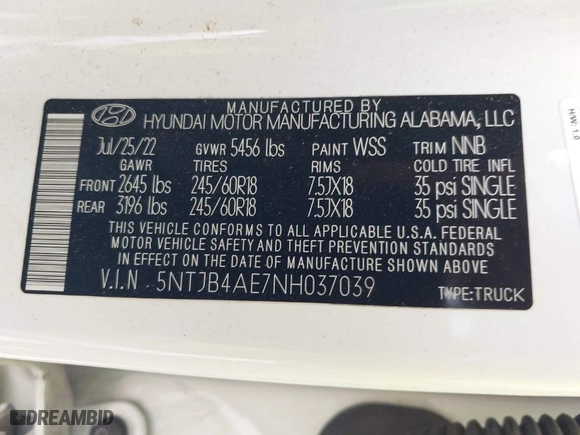 MANUFACTURED BY
HYUNDAI MOTOR MANUFACTURING ALABAMA, LLC
Jul/25/22 GVWR 5456 lbs PAINT WSS TRIM NNB
GAWR TIRES RIMS COLD TIRE INFL
FRONT 2645 lbs 245/60R18 7.5JX18 35 psi SINGLE
REAR 3196 lbs 245/60R18 7.5JX18 35 psi SINGLE
THIS VEHICLE CONFORMS TO ALL APPLICABLE U.S.A. FEDERAL
MOTOR VEHICLE SAFETY AND THEFT PREVENTION STANDARDS
IN EFFECT ON THE DATE OF MANUFACTURE SHOWN ABOVE.
V.I.N 5NTJB4AE7NH037039 TYPE:TRUCK
H/W: 1.0
DREAMBID